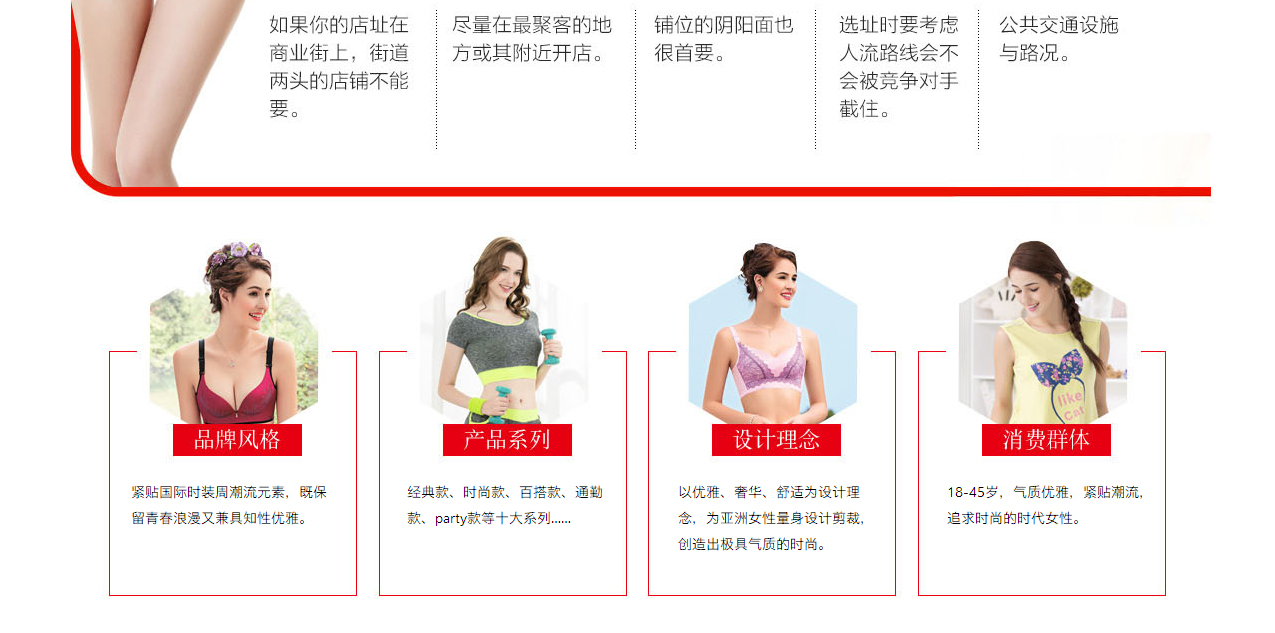 如果你的店址在
商业街上，街道
两头的店铺不能
要。
尽量在最聚客的地
方或其附近开店。
铺位的阴阳面也
很首要。
选址时要考虑
人流路线会不
会被竞争对手
截住。
公共交通设施
与路况。
like
Cat
品牌风格
紧贴国际时装周潮流元素，既保
留青春浪漫又兼具知性优雅。
产品系列
经典款、时尚款、百搭款、通勤
款、party款等十大系列......
设计理念
以优雅、奢华、舒适为设计理
念，为亚洲女性量身设计剪裁，
创造出极具气质的时尚。
消费群体
18-45岁，气质优雅，紧贴潮流，
追求时尚的时代女性。